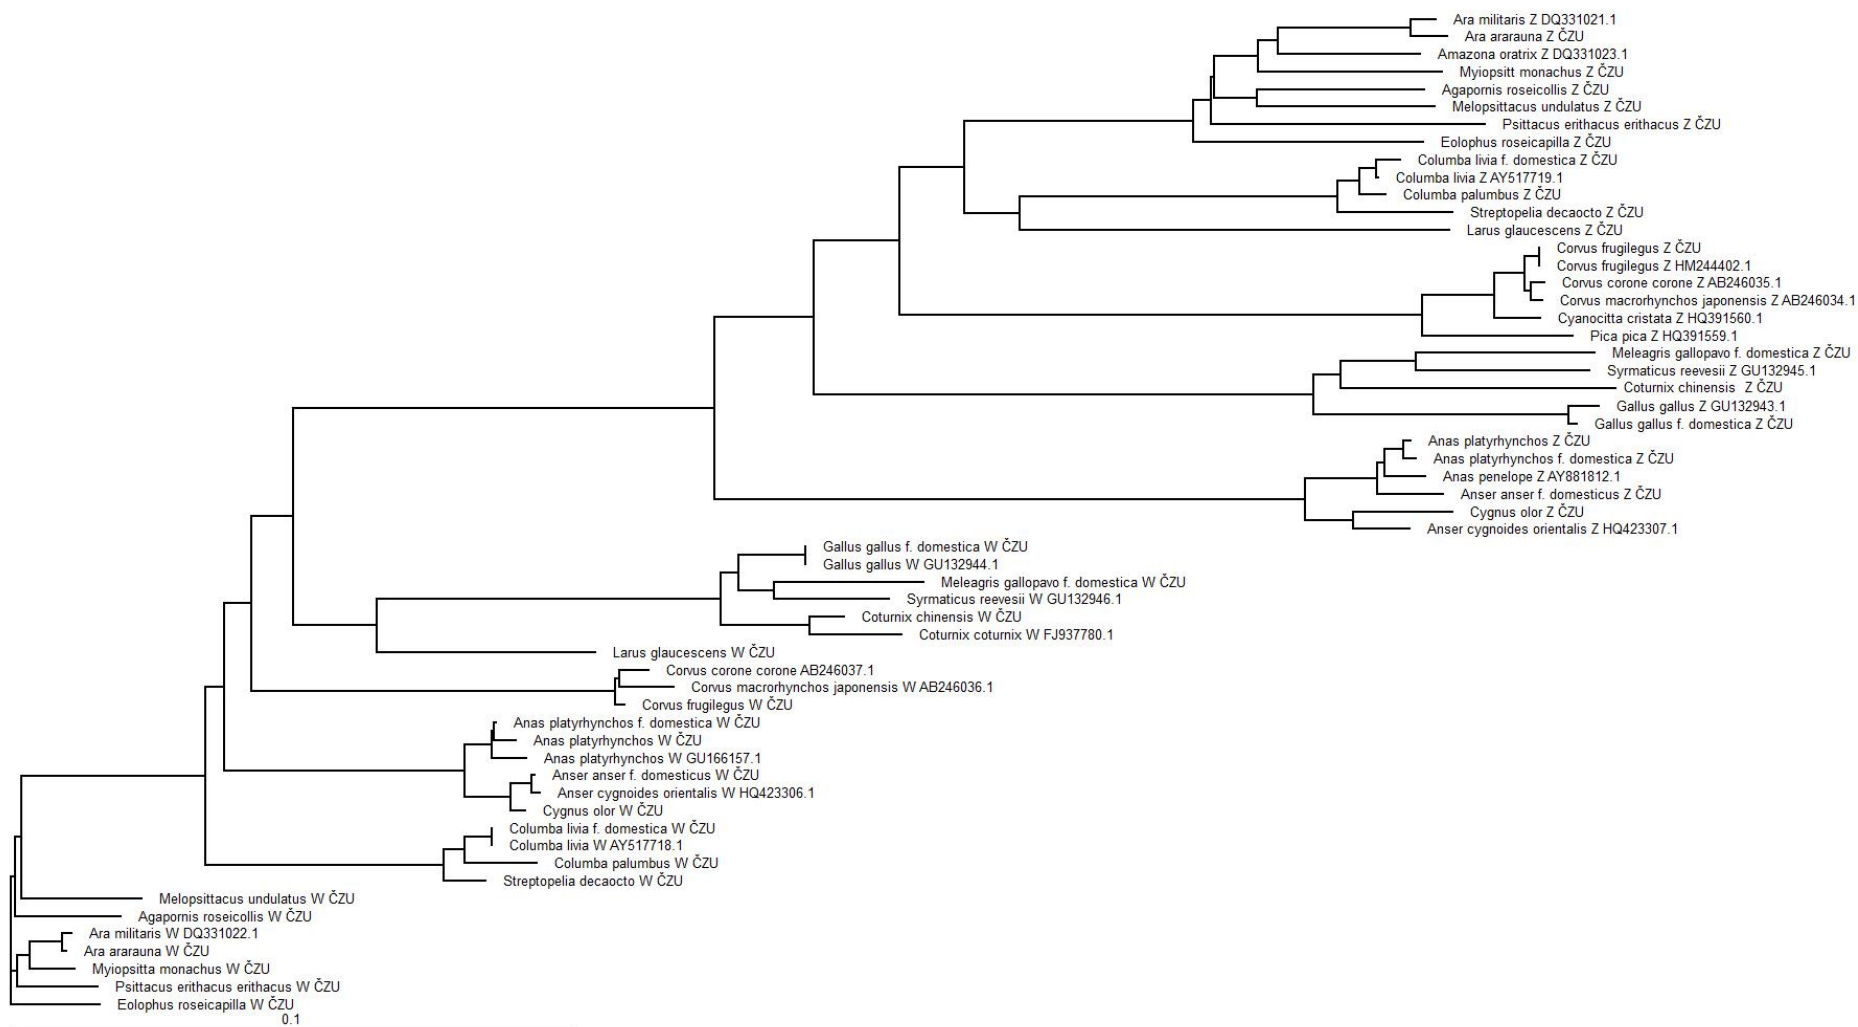 Ara militaris Z DQ331021.1
Ara ararauna Z ČZU
Amazona oratrix Z DQ331023.1
Myiopsitt monachus Z ČZU
Agapornis roseicollis Z ČZU
Melopsittacus undulatus Z ČZU
Psittacus erithacus erithacus Z ČZU
Eolophus roseicapilla Z ČZU
Columba livia f. domestica Z ČZU
Columba livia Z AY517719.1
Columba palumbus Z ČZU
Streptopelia decaocto Z ČZU
Larus glaucescens Z ČZU
Corvus frugilegus Z ČZU
Corvus frugilegus Z HM244402.1
Corvus corone corone Z AB246035.1
Corvus macrorhynchos japonensis Z AB246034.1
Cyanocitta cristata Z HQ391560.1
Pica pica Z HQ391559.1
Meleagris gallopavo f. domestica Z ČZU
Syrmaticus reevesii Z GU132945.1
Coturnix chinensis Z ČZU
Gallus gallus Z GU132943.1
Gallus gallus f. domestica Z ČZU
Anas platyrhynchos Z ČZU
Anas platyrhynchos f. domestica Z ČZU
Anas penelope Z AY881812.1
Anser anser f. domesticus Z ČZU
Cygnus olor Z ČZU
Anser cygnoides orientalis Z HQ423307.1
Gallus gallus f. domestica W ČZU
Gallus gallus W GU132944.1
Meleagris gallopavo f. domestica W ČZU
Syrmaticus reevesii W GU132946.1
Coturnix chinensis W ČZU
Coturnix coturnix W FJ937780.1
Larus glaucescens W ČZU
Corvus corone corone AB246037.1
Corvus macrorhynchos japonensis W AB246036.1
Corvus frugilegus W ČZU
Anas platyrhynchos f. domestica W ČZU
Anas platyrhynchos W ČZU
Anas platyrhynchos W GU166157.1
Anser anser f. domesticus W ČZU
Anser cygnoides orientalis W HQ423306.1
Cygnus olor W ČZU
Columba livia f. domestica W ČZU
Columba livia W AY517718.1
Columba palumbus W ČZU
Streptopelia decaocto W ČZU
Melopsittacus undulatus W ČZU
Agapornis roseicollis W ČZU
Ara militaris W DQ331022.1
Ara ararauna W ČZU
Myiopsitta monachus W ČZU
Psittacus erithacus erithacus W ČZU
Eolophus roseicapilla W ČZU
0.1